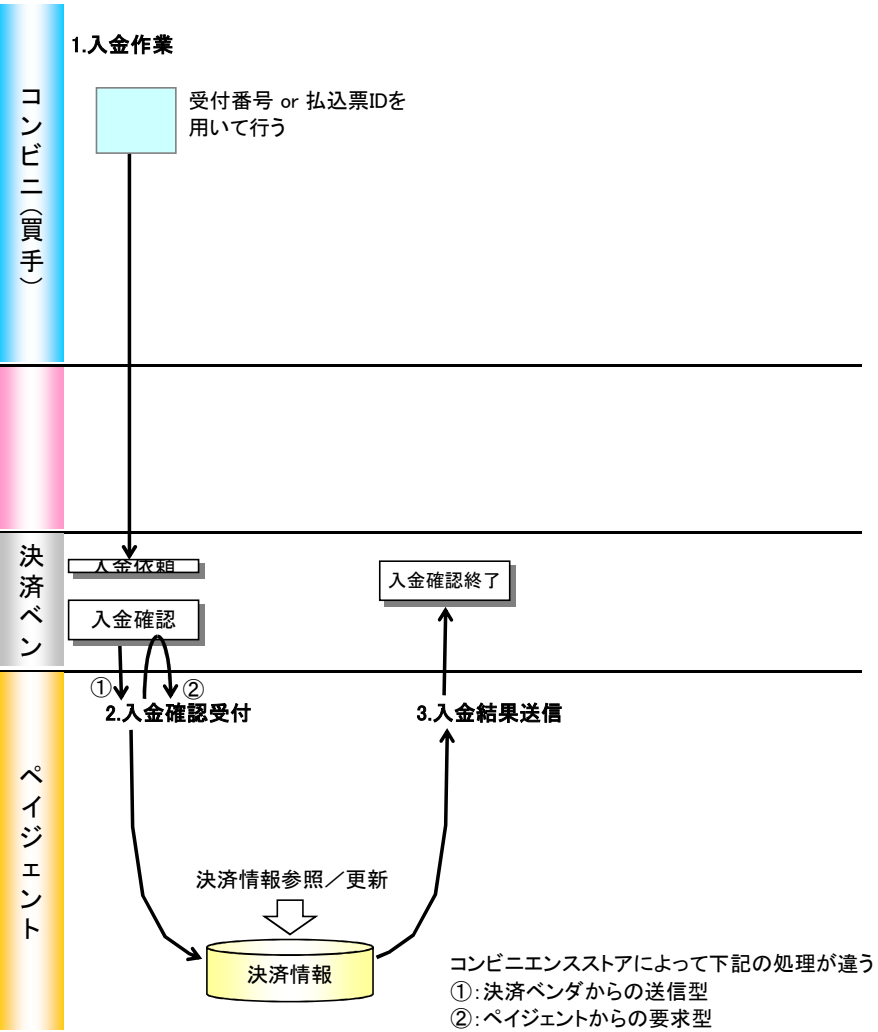 コンビニ（買手）
1.入金作業
受付番号 or 払込票IDを
用いて行う
決済ベン
入金依頼
入金確認
入金確認終了
ペイジェント
① ②
2.入金確認受付
3.入金結果送信
決済情報参照／更新
決済情報
コンビニエンスストアによって下記の処理が違う
①：決済ベンダからの送信型
②：ペイジェントからの要求型